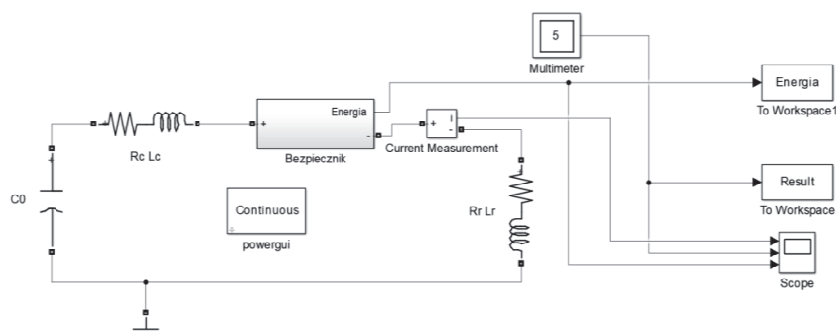 5
Multimeter
Energia
To Workspace1
Energia
+
-
Bezpiecznik
+
i
-
Current Measurement
+
Rc Lc
+
C0
Continuous
powergui
+
Rr Lr
Result
To Workspace
Scope